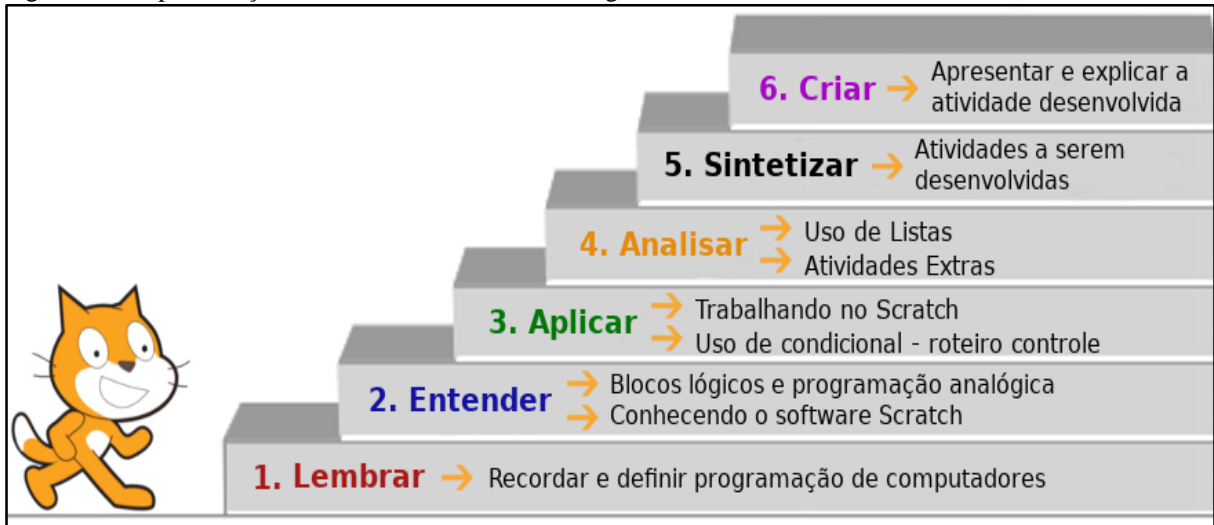 6. Criar → Apresentar e explicar a
atividade desenvolvida
5. Sintetizar → Atividades a serem
desenvolvidas
4. Analisar → Uso de Listas
→ Atividades Extras
3. Aplicar → Trabalhando no Scratch
→ Uso de condicional - roteiro controle
2. Entender → Blocos lógicos e programação analógica
→ Conhecendo o software Scratch
1. Lembrar → Recordar e definir programação de computadores